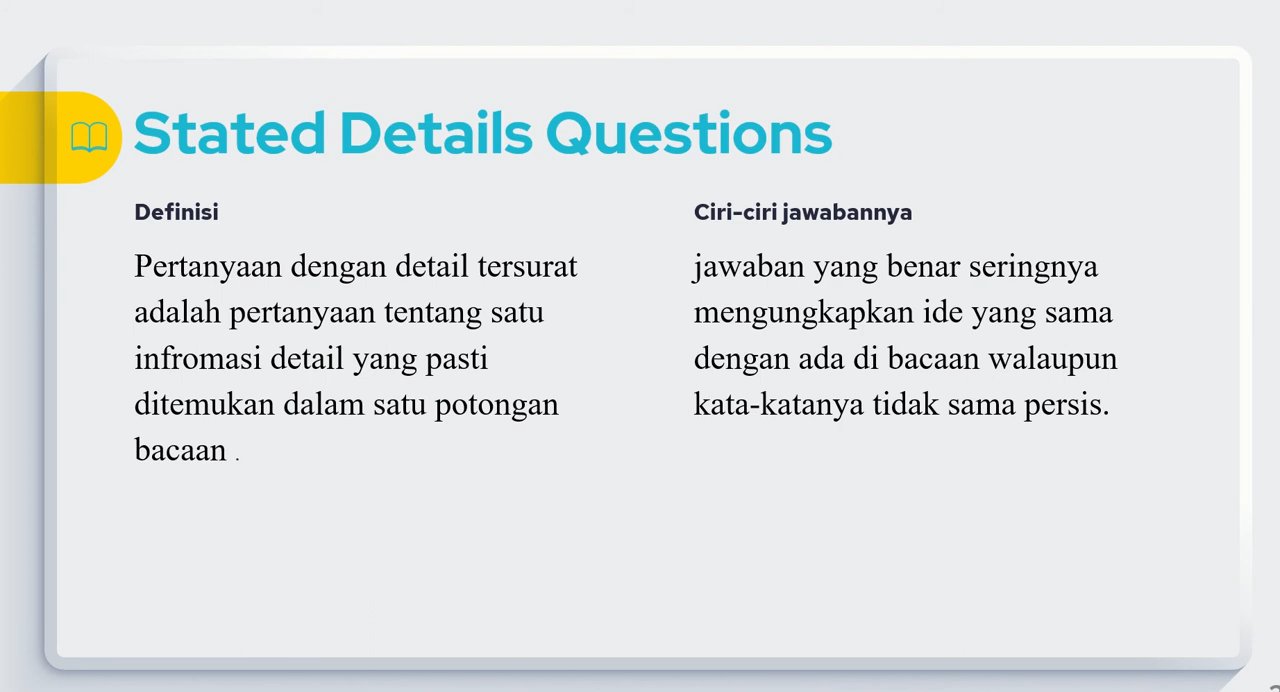 Stated Details Questions
Definisi
Pertanyaan dengan detail tersurat
adalah pertanyaan tentang satu
infromasi detail yang pasti
ditemukan dalam satu potongan
bacaan .
Ciri-ciri jawabannya
jawaban yang benar seringnya
mengungkapkan ide yang sama
dengan ada di bacaan walaupun
kata-katanya tidak sama persis.